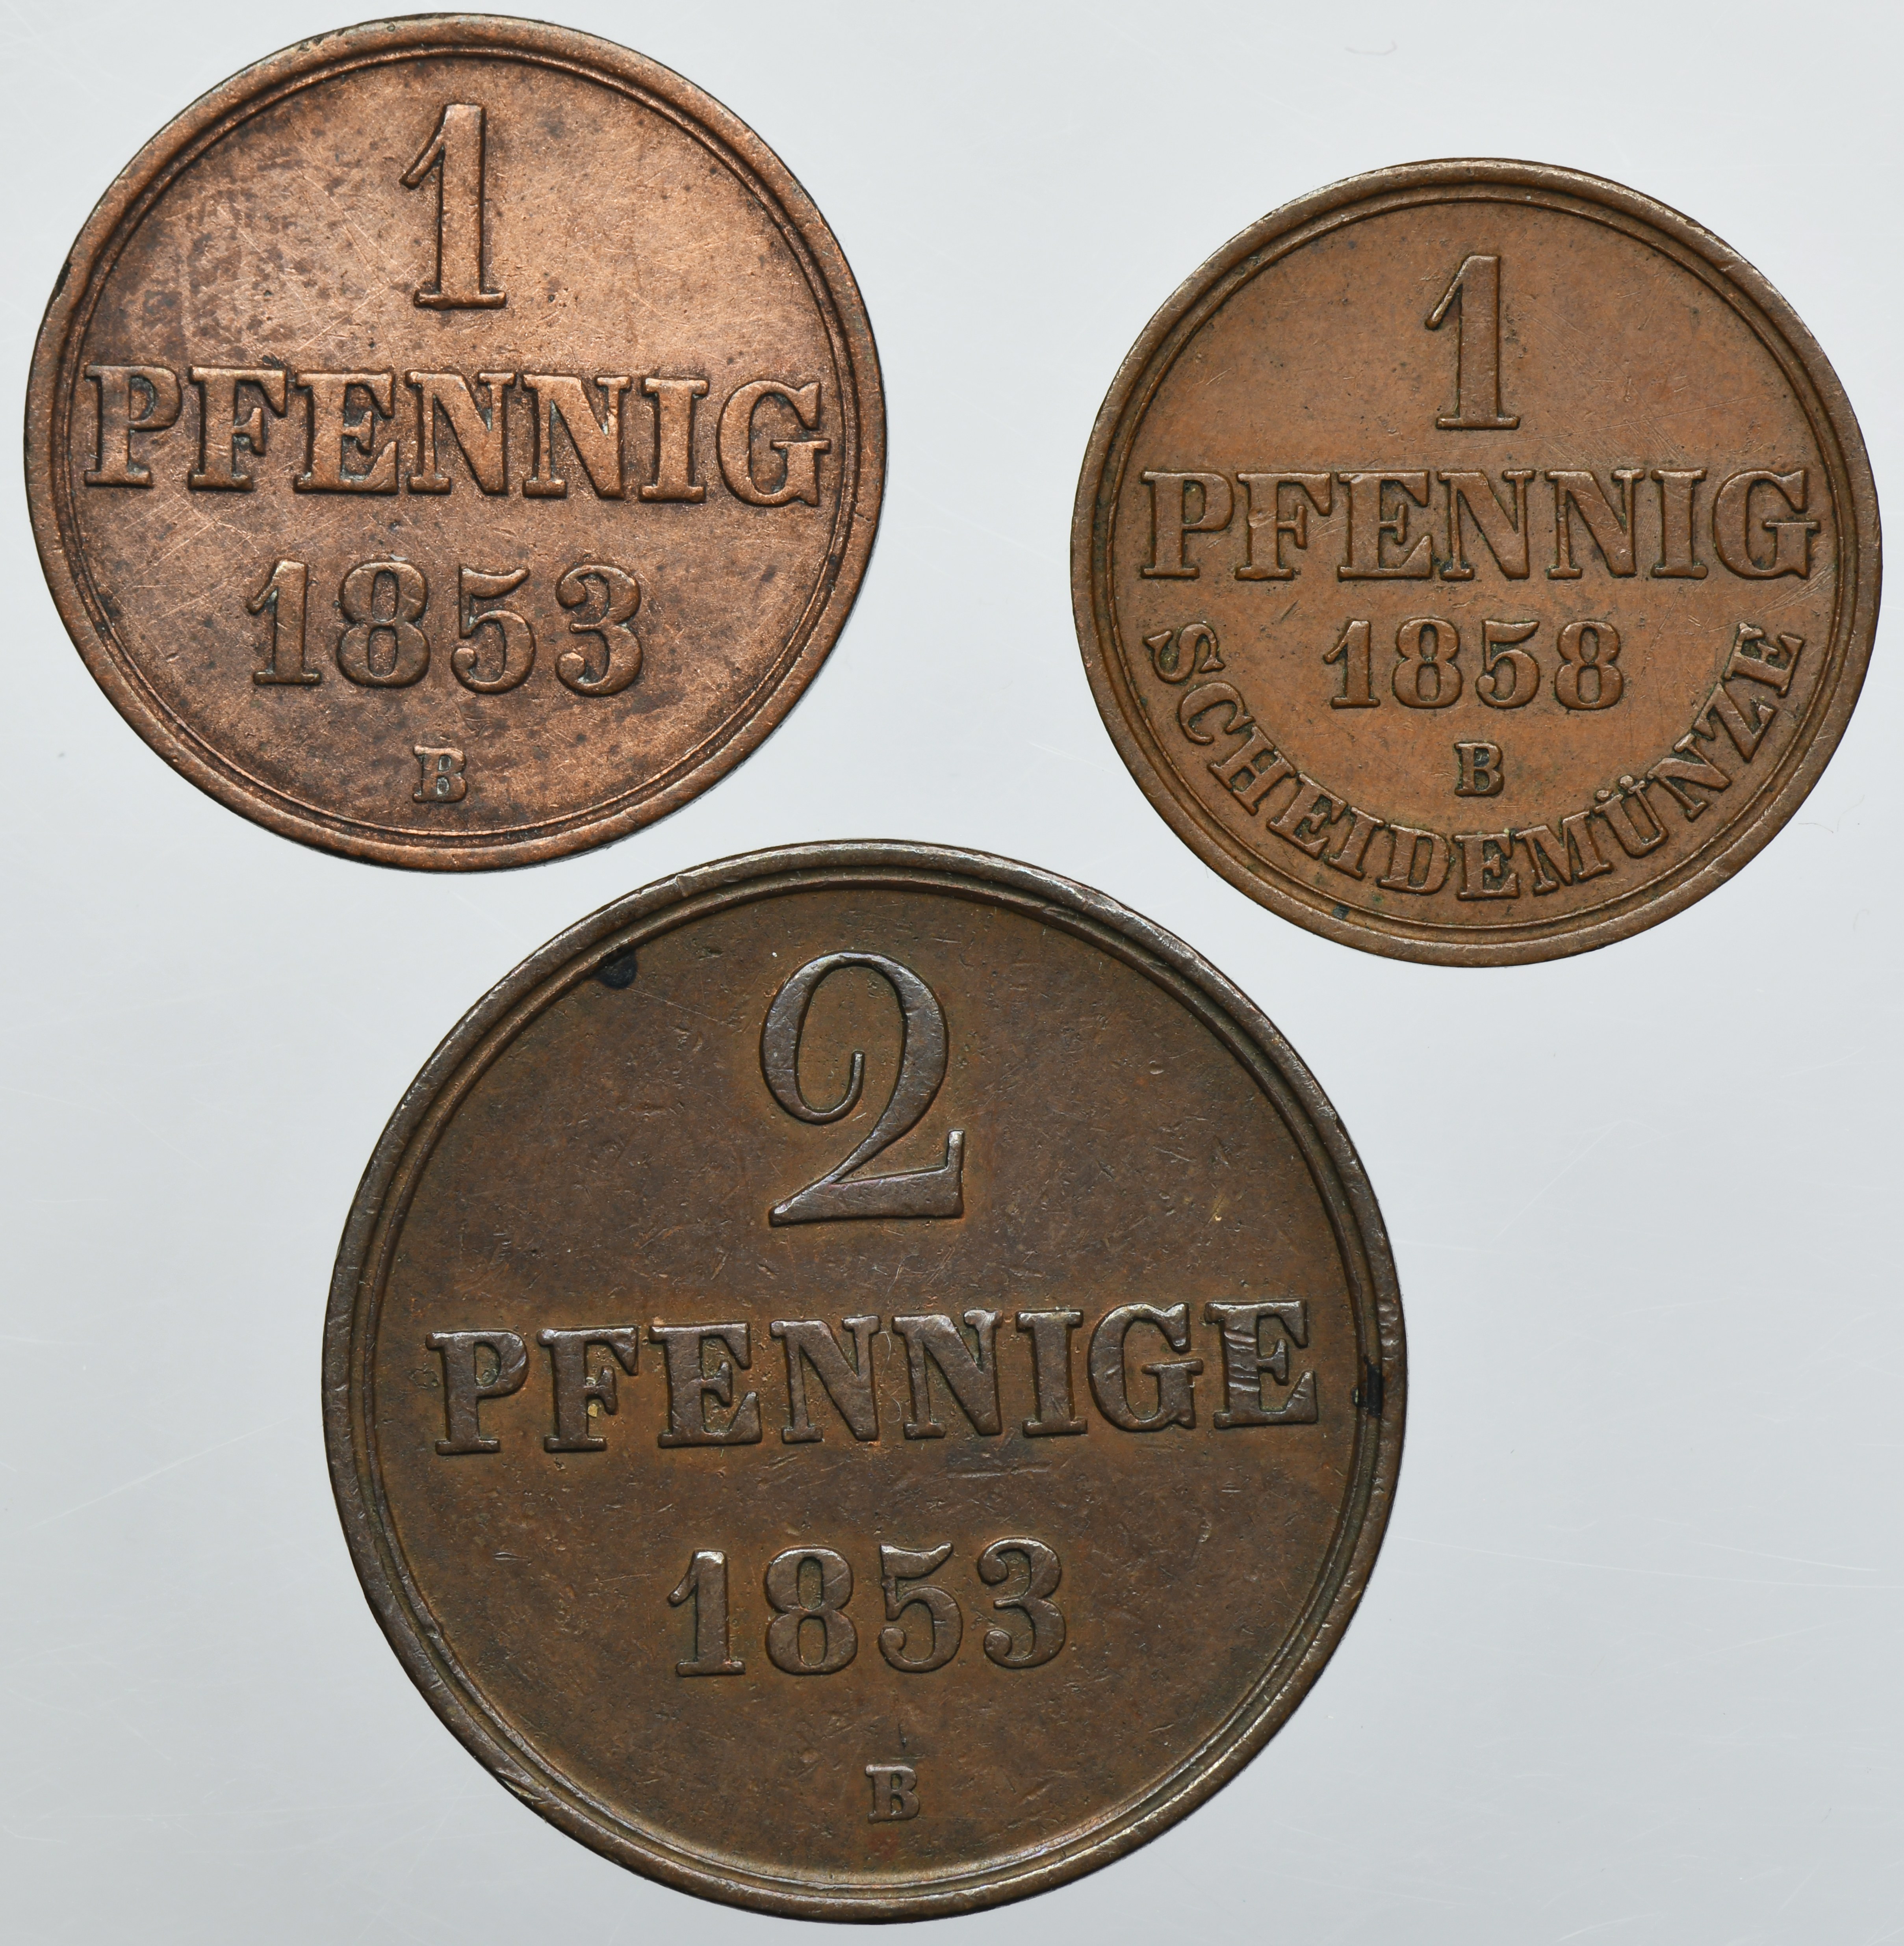 1
PFENNIG
1853
B
1
PFENNIG
1858
B
SCHEIDEMÜNZE
2
PFENNIGE
1853
B